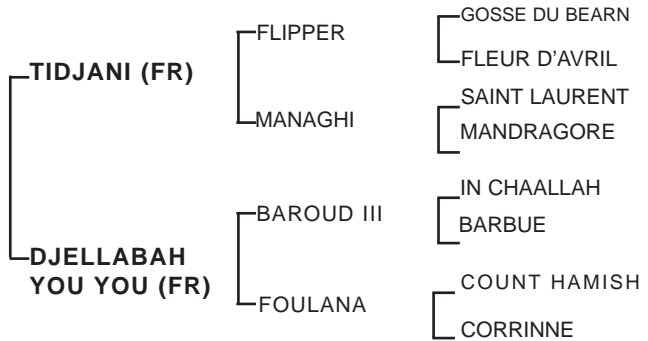 TIDJANI (FR)
FLIPPER
GOSSE DU BEARN
FLEUR D'AVRIL
MANAGHI
SAINT LAURENT
MANDRAGORE
DJELLABAH
YOU YOU (FR)
BAROUD III
IN CHAALLAH
BARBUE
FOULANA
COUNT HAMISH
CORRINNE